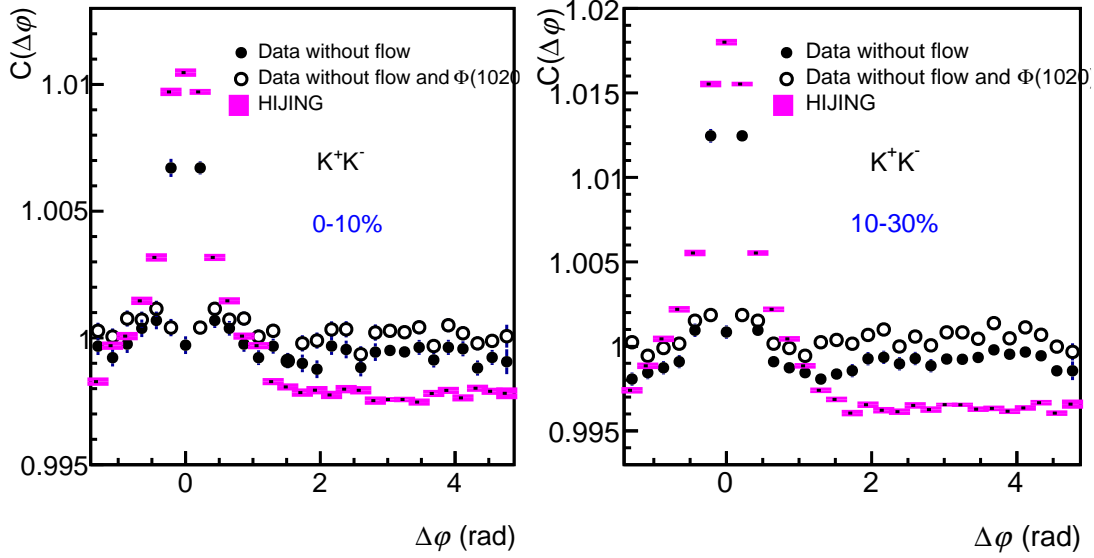 C(Δφ)
1.01
1.005
1
0.995
Data without flow
Data without flow and Φ(1020
HIJING
K⁺K⁻
0-10%
0
2
4
Δφ (rad)
C(Δφ)
1.02
1.015
1.01
1.005
1
0.995
Data without flow
Data without flow and Φ(1020)
HIJING
K⁺K⁻
10-30%
0
2
4
Δφ (rad)